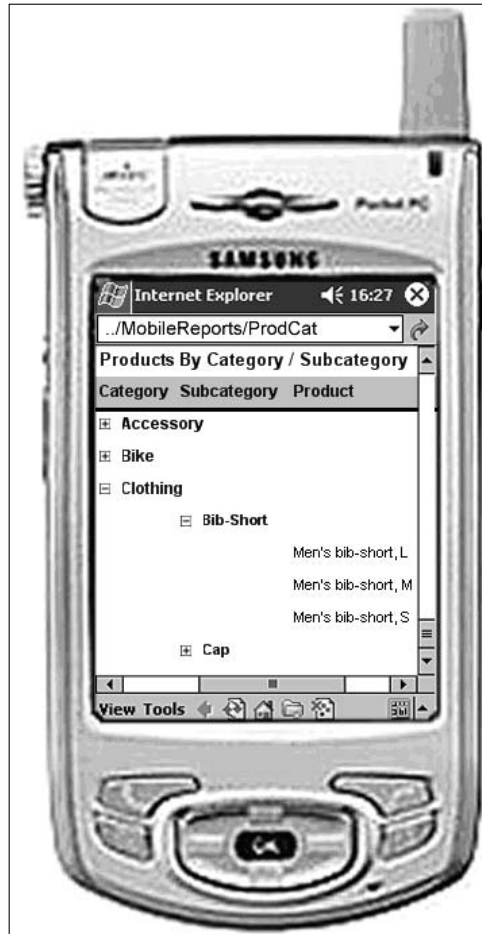 Pocket PC
SAMSUNG
Internet Explorer 16:27
../MobileReports/ProdCat
Products By Category / Subcategory
Category Subcategory Product
Accessory
Bike
Clothing
Bib-Short
Men's bib-short, L
Men's bib-short, M
Men's bib-short, S
Cap
View Tools